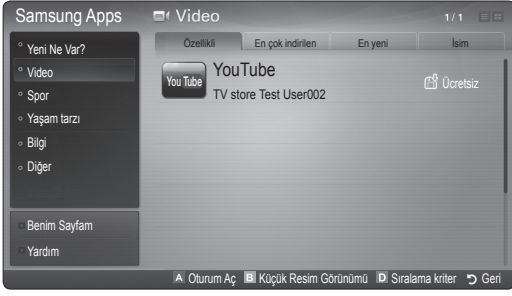 Samsung Apps
Video
1/1
Yeni Ne Var?
Video
Spor
Yaşam tarzı
Bilgi
Diğer
Benim Sayfam
Yardım
Özellikli
En çok indirilen
En yeni
İsim
You Tube
YouTube
TV store Test User002
Ücretsiz
A Oturum Aç B Küçük Resim Görünümü D Sıralama kriter Geri